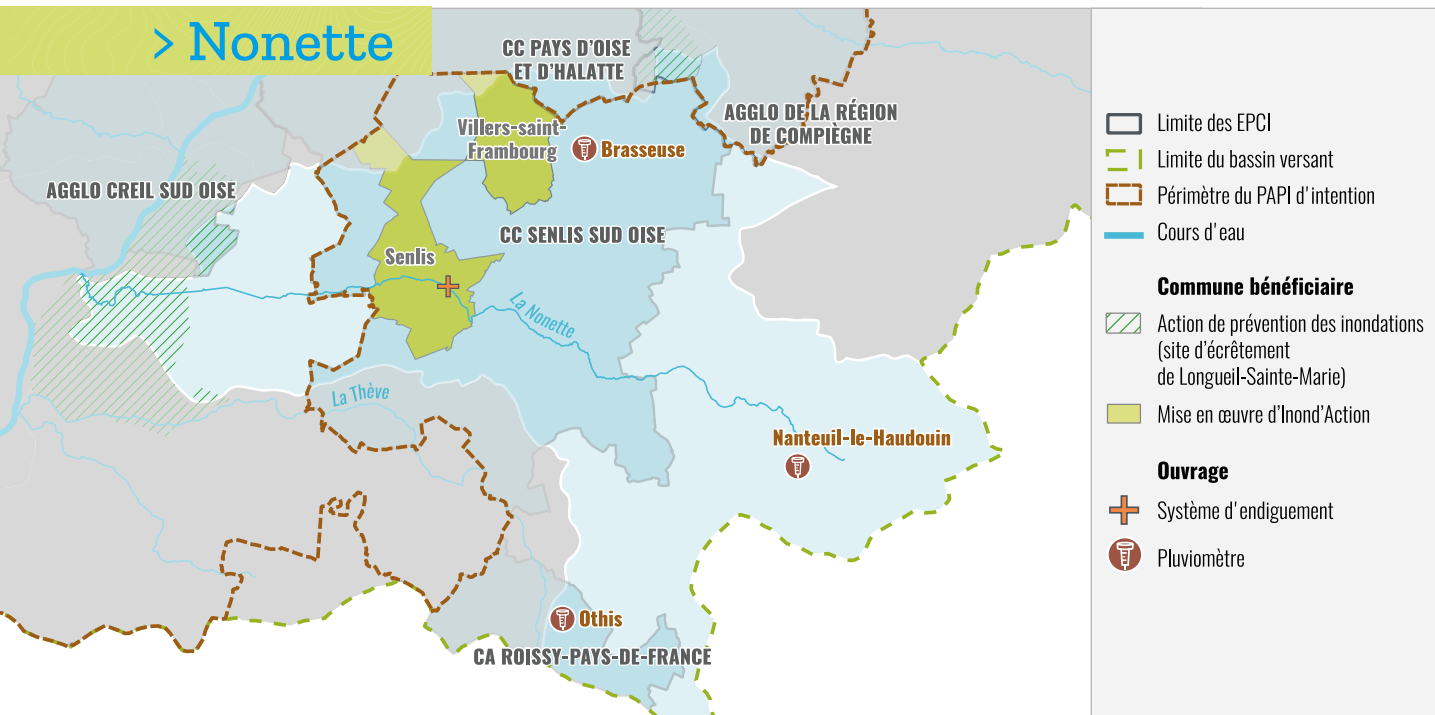 > Nonette
CC PAYS D'OISE
ET D'HALATTE
AGGLO DE LA RÉGION
DE COMPIÈGNE
Villers-saint-
Frambourg
Brasseuse
AGGLO CREIL SUD OISE
CC SENLIS SUD OISE
Senlis
La Nonette
La Thève
Nanteuil-le-Haudouin
Othis
CA ROISSY-PAYS-DE-FRANCE
Limite des EPCI
Limite du bassin versant
Périmètre du PAPI d'intention
Cours d'eau
Commune bénéficiaire
Action de prévention des inondations
(site d'écrêtement
de Longueil-Sainte-Marie)
Mise en œuvre d'Inond'Action
Ouvrage
Système d'endiguement
Pluviomètre